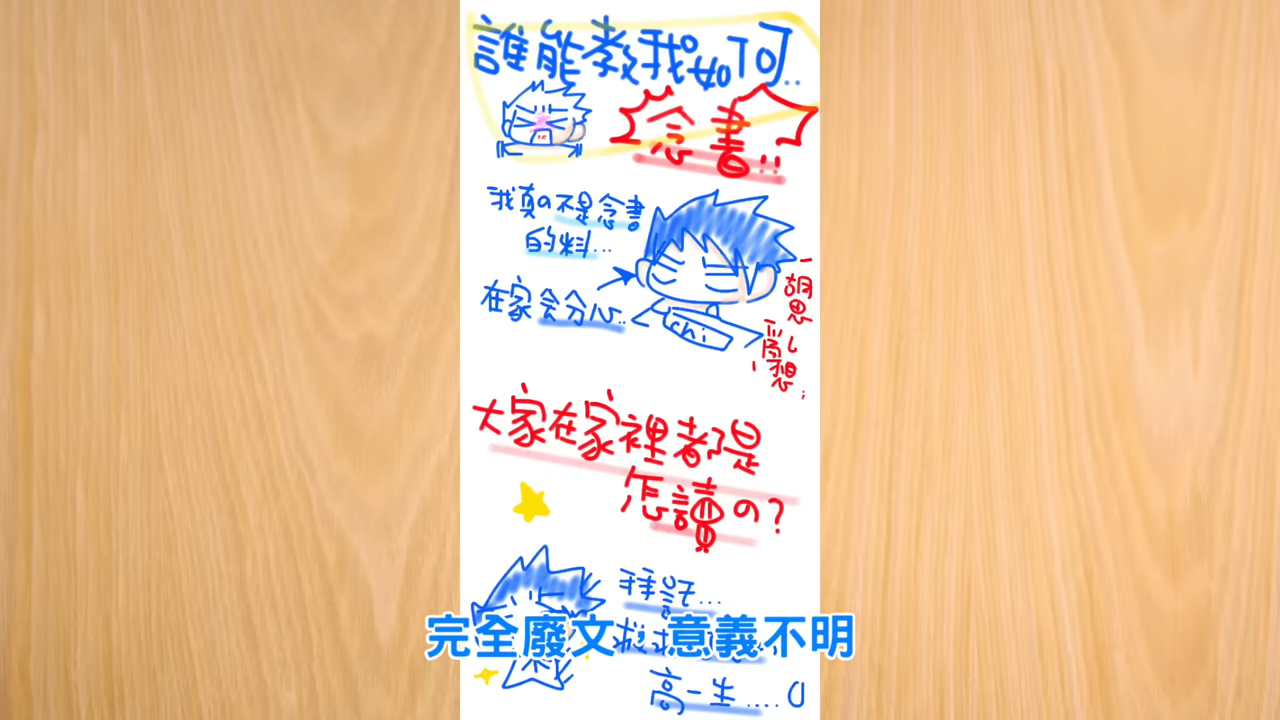 誰能教我如何..
念書!!
我真の不是念書
的料...
在家会分心..
chi
胡思
亂想
大家在家裡都是
怎讀の?
拜託...
完全廢文，意義不明
高一生....